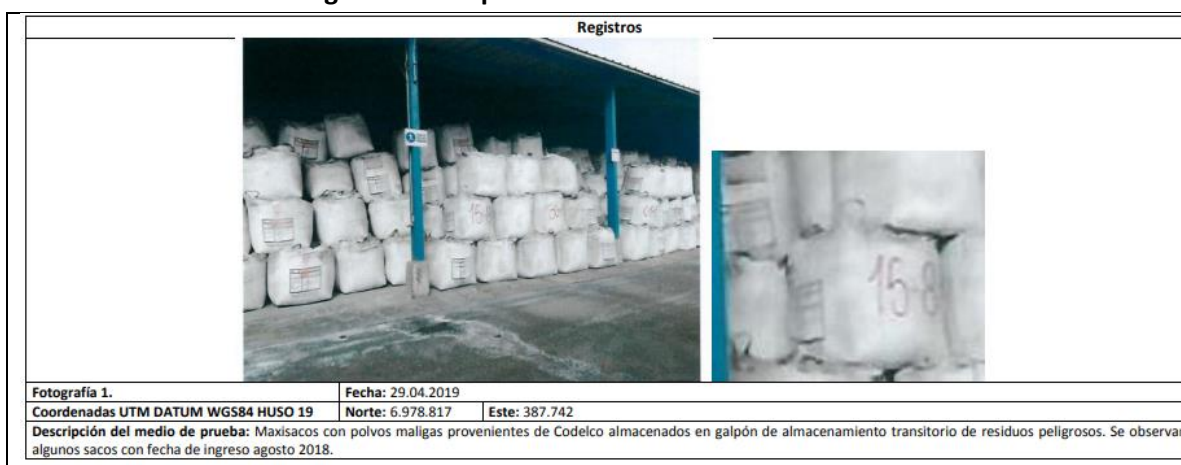 Registros
15-8
15-8
Fotografía 1.
Fecha: 29.04.2019
Coordenadas UTM DATUM WGS84 HUSO 19
Norte: 6.978.817
Este: 387.742
Descripción del medio de prueba: Maxisacos con polvos maligas provenientes de Codelco almacenados en galpón de almacenamiento transitorio de residuos peligrosos. Se observan
algunos sacos con fecha de ingreso agosto 2018.